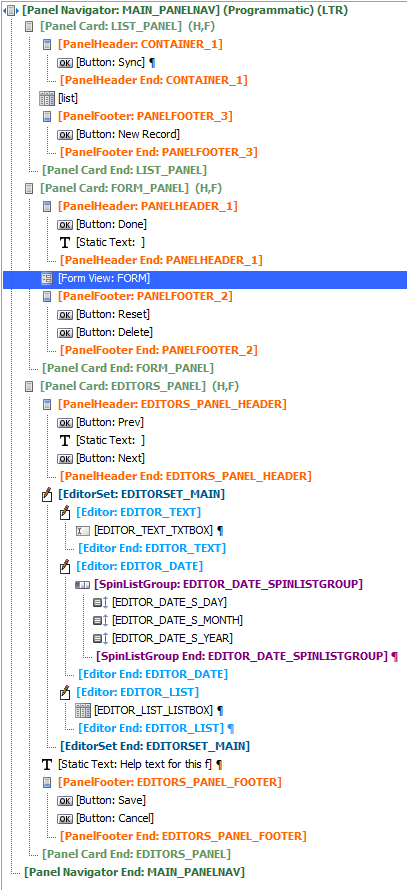 [Panel Navigator: MAIN_PANELNAV] (Programmatic) (LTR)
[Panel Card: LIST_PANEL] (H,F)
[PanelHeader: CONTAINER_1]
OK [Button: Sync] ¶
[PanelHeader End: CONTAINER_1]
[list]
[PanelFooter: PANELFOOTER_3]
OK [Button: New Record]
[PanelFooter End: PANELFOOTER_3]
[Panel Card End: LIST_PANEL]
[Panel Card: FORM_PANEL] (H,F)
[PanelHeader: PANELHEADER_1]
OK [Button: Done]
T [Static Text: ]
[PanelHeader End: PANELHEADER_1]
[Form View: FORM]
[PanelFooter: PANELFOOTER_2]
OK [Button: Reset]
OK [Button: Delete]
[PanelFooter End: PANELFOOTER_2]
[Panel Card End: FORM_PANEL]
[Panel Card: EDITORS_PANEL] (H,F)
[PanelHeader: EDITORS_PANEL_HEADER]
OK [Button: Prev]
T [Static Text: ]
OK [Button: Next]
[PanelHeader End: EDITORS_PANEL_HEADER]
[EditorSet: EDITORSET_MAIN]
[Editor: EDITOR_TEXT]
[EDITOR_TEXT_TXTBOX] ¶
[Editor End: EDITOR_TEXT]
[Editor: EDITOR_DATE]
[SpinListGroup: EDITOR_DATE_SPINLISTGROUP]
[EDITOR_DATE_S_DAY]
[EDITOR_DATE_S_MONTH]
[EDITOR_DATE_S_YEAR]
[SpinListGroup End: EDITOR_DATE_SPINLISTGROUP] ¶
[Editor End: EDITOR_DATE]
[Editor: EDITOR_LIST]
[EDITOR_LIST_LISTBOX] ¶
[Editor End: EDITOR_LIST] ¶
[EditorSet End: EDITORSET_MAIN]
T [Static Text: Help text for this f] ¶
[PanelFooter: EDITORS_PANEL_FOOTER]
OK [Button: Save]
OK [Button: Cancel]
[PanelFooter End: EDITORS_PANEL_FOOTER]
[Panel Card End: EDITORS_PANEL]
[Panel Navigator End: MAIN_PANELNAV]